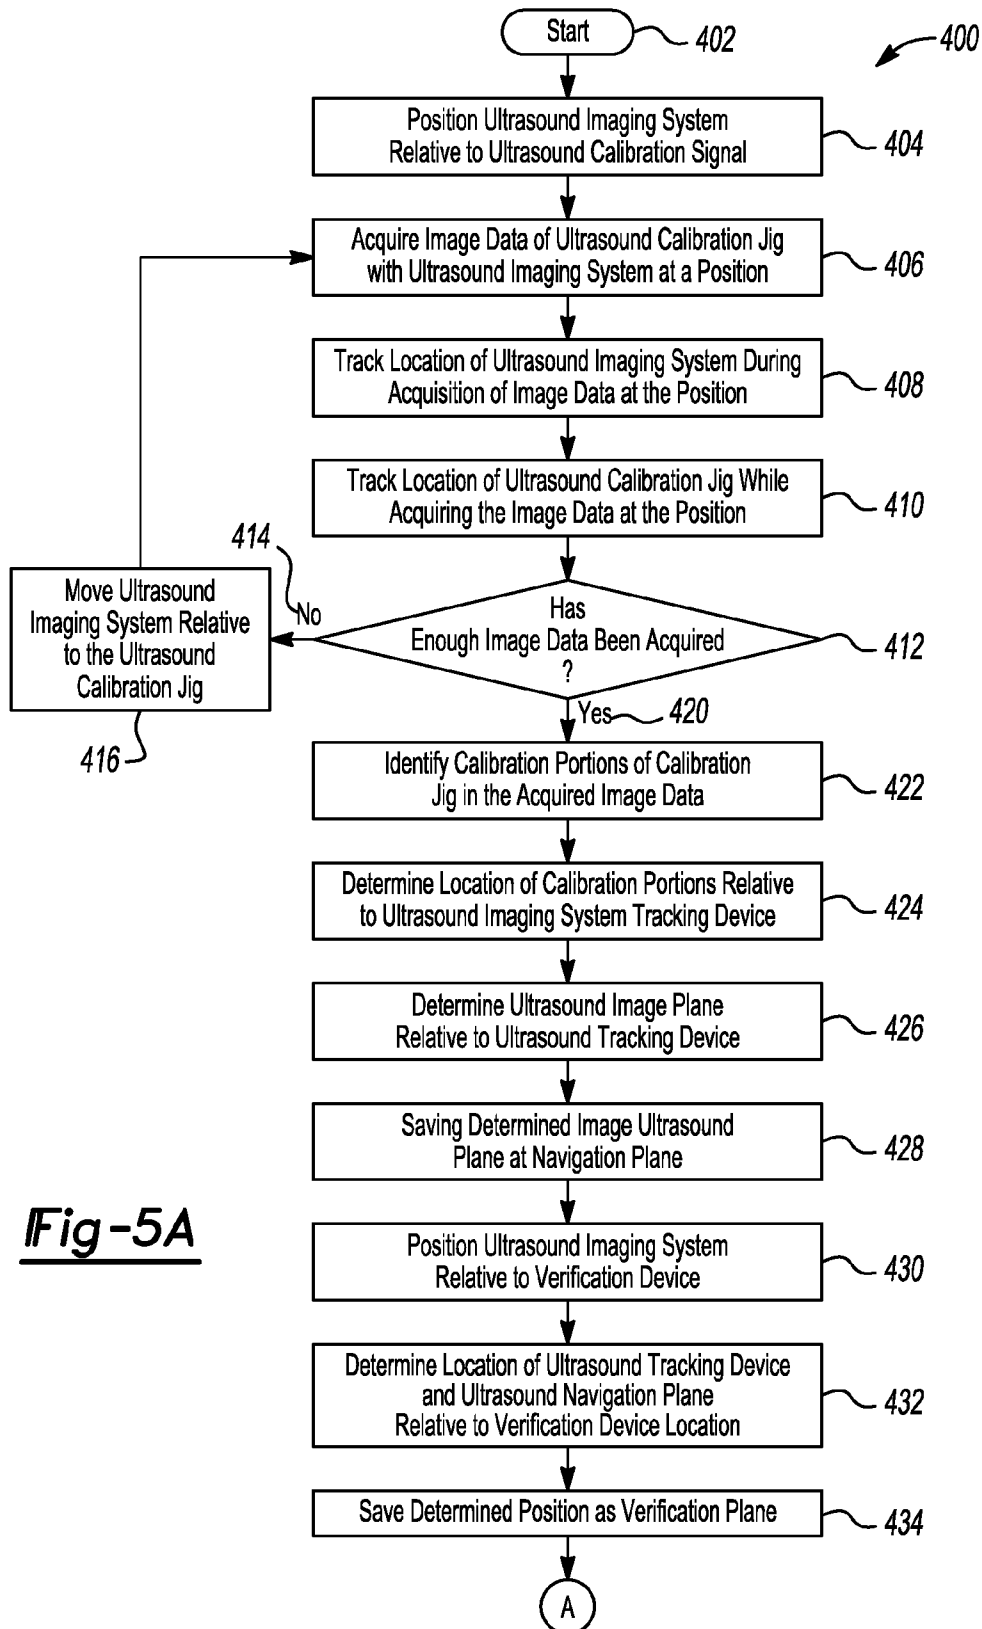 Start
402
400
Position Ultrasound Imaging System
Relative to Ultrasound Calibration Signal
404
Acquire Image Data of Ultrasound Calibration Jig
with Ultrasound Imaging System at a Position
406
Track Location of Ultrasound Imaging System During
Acquisition of Image Data at the Position
408
Track Location of Ultrasound Calibration Jig While
Acquiring the Image Data at the Position
410
414
No
Move Ultrasound
Imaging System Relative
to the Ultrasound
Calibration Jig
416
Has
Enough Image Data Been Acquired
?
412
Yes
420
Identify Calibration Portions of Calibration
Jig in the Acquired Image Data
422
Determine Location of Calibration Portions Relative
to Ultrasound Imaging System Tracking Device
424
Determine Ultrasound Image Plane
Relative to Ultrasound Tracking Device
426
Saving Determined Image Ultrasound
Plane at Navigation Plane
428
Fig-5A
Position Ultrasound Imaging System
Relative to Verification Device
430
Determine Location of Ultrasound Tracking Device
and Ultrasound Navigation Plane
Relative to Verification Device Location
432
Save Determined Position as Verification Plane
434
A